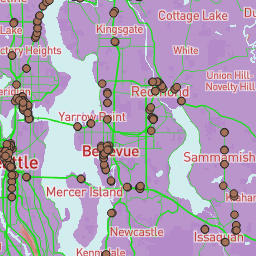 Cottage Lake
Lake
Kingsgate
White
ctory Heights
Union Hill-
Novelty Hill
Redmond
eridian
Yarrow Point
Bellevue
ttle
Sammamish
Mercer Island
Newcastle
Issaquah